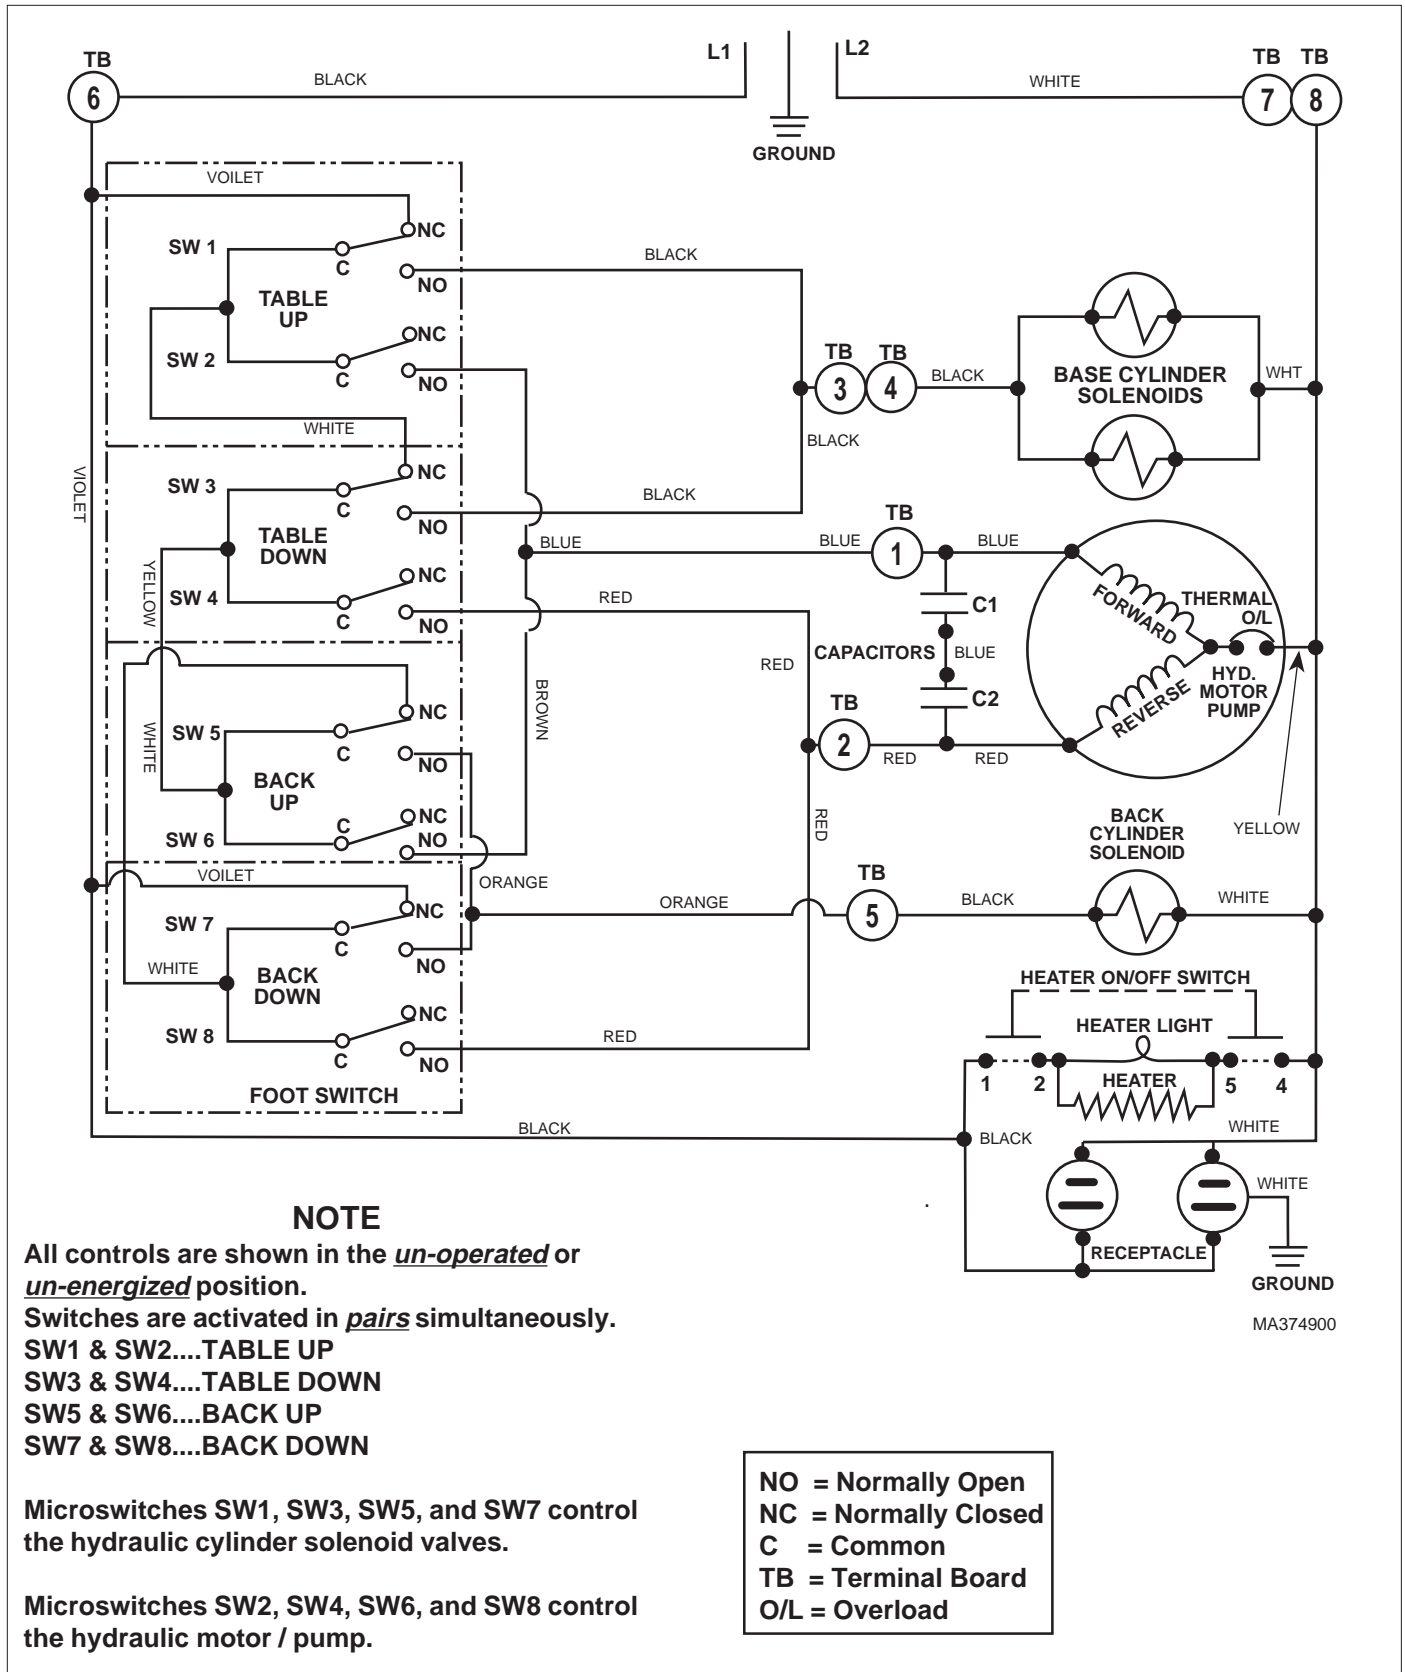 L1
L2
TB
TB TB
BLACK
WHITE
6
7 8
GROUND
VOILET
NC
SW 1
C
NO
BLACK
TABLE
UP
NC
SW 2
C
NO
TB TB
3 4
BLACK
BASE CYLINDER
SOLENOIDS
WHT
WHITE
BLACK
NC
SW 3
C
NO
BLACK
VIOLET
TABLE
DOWN
BLUE
BLUE
TB
1
BLUE
YELLOW
NC
SW 4
C
NO
RED
C1
FORWARD
THERMAL
O/L
CAPACITORS
BLUE
RED
HYD.
MOTOR
PUMP
REVERSE
BROWN
WHITE
NC
SW 5
C
NO
TB
2
C2
RED
RED
BACK
UP
YELLOW
NC
SW 6
C
NO
RED
BACK
CYLINDER
SOLENOID
VOILET
ORANGE
NC
SW 7
C
NO
ORANGE
TB
5
BLACK
WHITE
WHITE
BACK
DOWN
HEATER ON/OFF SWITCH
NC
SW 8
C
NO
RED
HEATER LIGHT
1 2 HEATER 5 4
FOOT SWITCH
BLACK
BLACK
WHITE
WHITE
RECEPTACLE
GROUND
MA374900
NOTE
All controls are shown in the un-operated or
un-energized position.
Switches are activated in pairs simultaneously.
SW1 & SW2....TABLE UP
SW3 & SW4....TABLE DOWN
SW5 & SW6....BACK UP
SW7 & SW8....BACK DOWN
Microswitches SW1, SW3, SW5, and SW7 control
the hydraulic cylinder solenoid valves.
Microswitches SW2, SW4, SW6, and SW8 control
the hydraulic motor / pump.
NO = Normally Open
NC = Normally Closed
C = Common
TB = Terminal Board
O/L = Overload